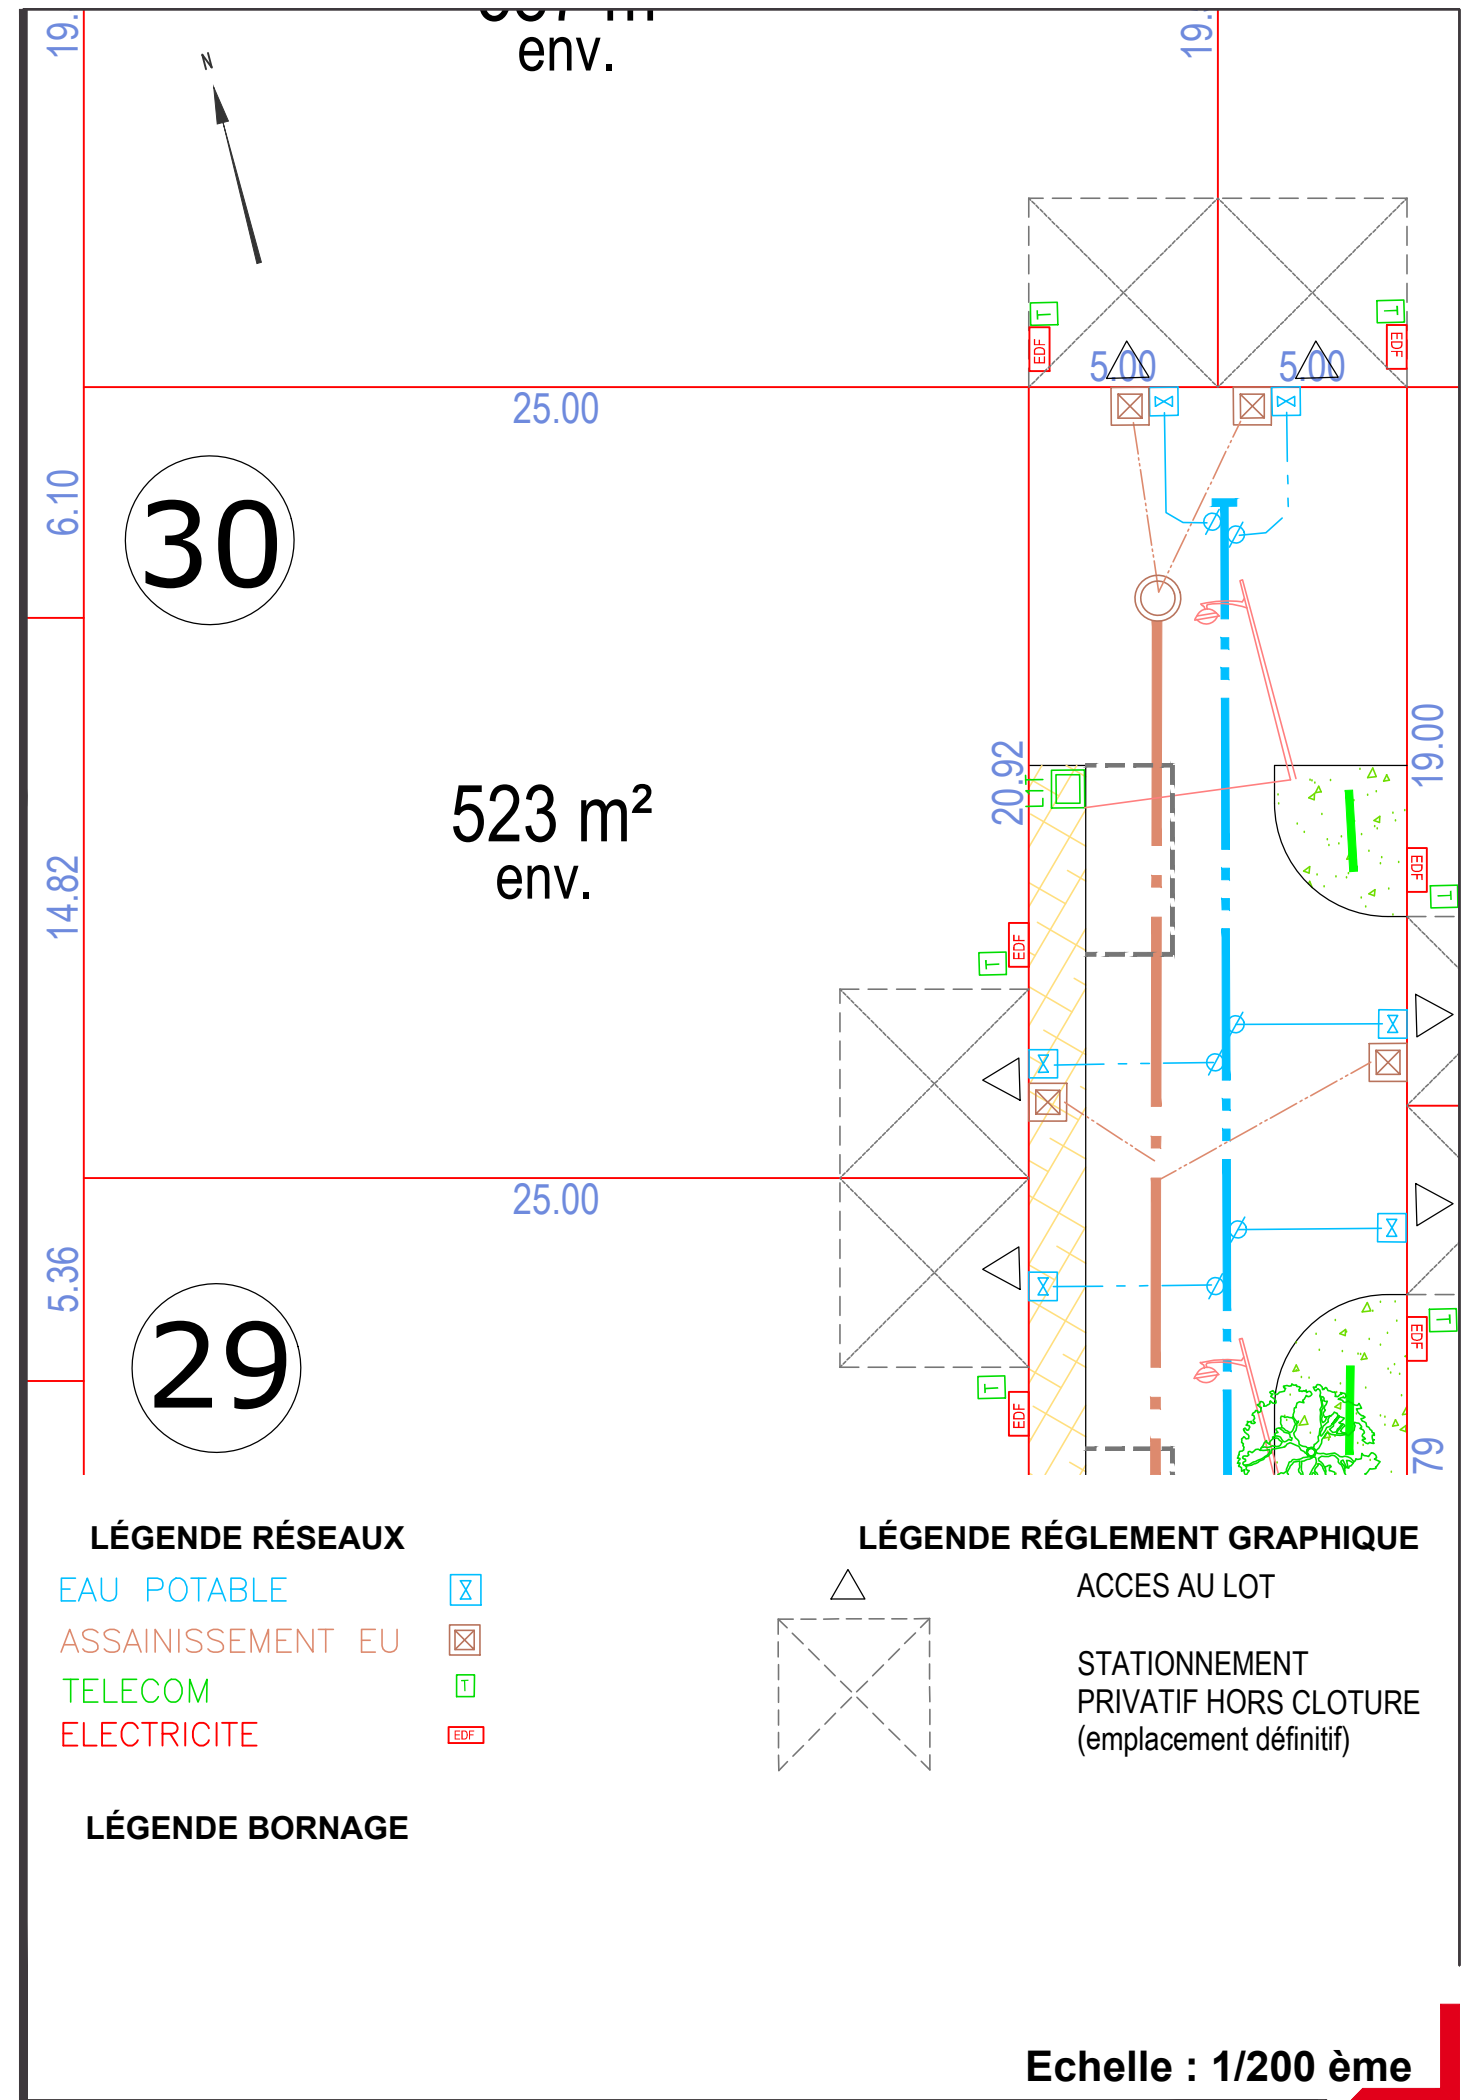 env.
N
5.00
5.00
T
T
EDF
EDF
25.00
6.10
30
20.92
19.00
LIT
523 m²
env.
14.82
EDF
T
EDF
T
25.00
5.36
29
T
EDF
EDF
T
79
LÉGENDE RÉSEAUX
EAU POTABLE
ASSAINISSEMENT EU
TELECOM
T
ELECTRICITE
EDF
LÉGENDE BORNAGE
LÉGENDE RÉGLEMENT GRAPHIQUE
ACCES AU LOT
STATIONNEMENT
PRIVATIF HORS CLOTURE
(emplacement définitif)
Echelle : 1/200 ème